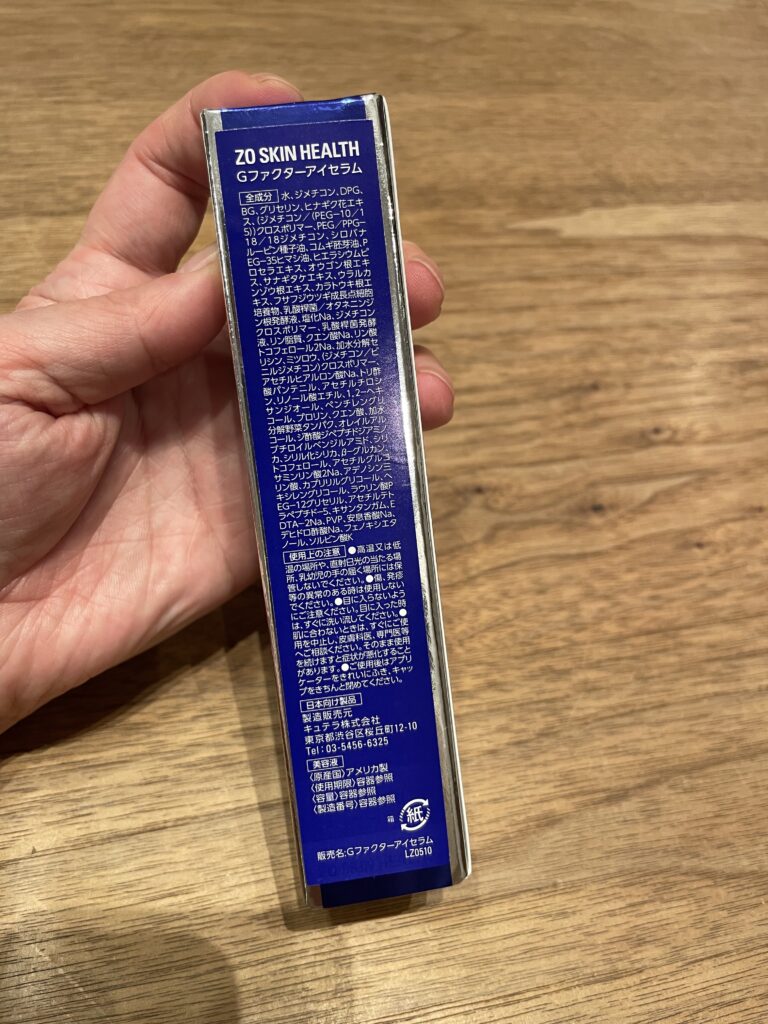 ZO SKIN HEALTH
Gファクターアイセラム
全成分 水、ジメチコン、DPG、
BG、グリセリン、ヒナギク花エキ
ス、(ジメチコン/(PEG-10/1
5))クロスポリマー、PEG/PPG-
18/18ジメチコン、シロバナ
ルーピン種子油、コムギ胚芽油、P
EG-35ヒマシ油、ヒエラシウムピ
ロセラエキス、オウゴン根エキ
ス、サナギタケエキス、ウラルカ
ンゾウ根エキス、カラトウキ根エ
キス、フサフジウツギ成長点細胞
培養物、乳酸桿菌/オタネニンジ
ン根発酵液、塩化Na、ジメチコン
クロスポリマー、乳酸桿菌発酵
液、リン脂質、クエン酸Na、リン酸
トコフェロール2Na、加水分解セ
リシン、ミツロウ、(ジメチコン/ビ
ニルジメチコン)クロスポリマー、
アセチルヒアルロン酸Na、トリ酢
酸パンテニル、アセチルチロシ
ン、リノール酸エチル、1,2-ヘキ
サンジオール、ペンチレングリ
コール、プロリン、クエン酸、加水
分解野菜タンパク、オレイルアル
コール、ジ酢酸ジペプチドジアミノ
ブチロイルベンジルアミド、シリ
カ、シリル化シリカ、β-グルカン、
トコフェロール、アセチルグルコ
サミンリン酸2Na、アデノシン三
リン酸、カプリリルグリコール、ヘ
キシレングリコール、ラウリン酸P
EG-12グリセリル、アセチルテト
ラペプチド-5、キサンタンガム、E
DTA-2Na、PVP、安息香酸Na、
デヒドロ酢酸Na、フェノキシエタ
ノール、ソルビン酸K
使用上の注意 ●高温又は低
温の場所や、直射日光の当たる場
所、乳幼児の手の届く場所には保
管しないでください。●傷、発疹
等の異常のある時は使用しない
でください。●目に入らないよう
にご注意ください。目に入った時
は、すぐに洗い流してください。●
肌に合わないときは、すぐにご使
用を中止し、皮膚科医、専門医等
へご相談ください。そのまま使用
を続けますと症状が悪化すること
があります。●ご使用後はアプリ
ケーターをきれいにふき、キャッ
プをきちんと閉めてください。
日本向け製品
製造販売元
キュテラ株式会社
東京都渋谷区桜丘町12-10
Tel:03-5456-6325
美容液
〈原産国〉アメリカ製
〈使用期限〉容器参照
〈容量〉容器参照
〈製造番号〉容器参照
箱 紙
販売名:Gファクターアイセラム
LZ0510